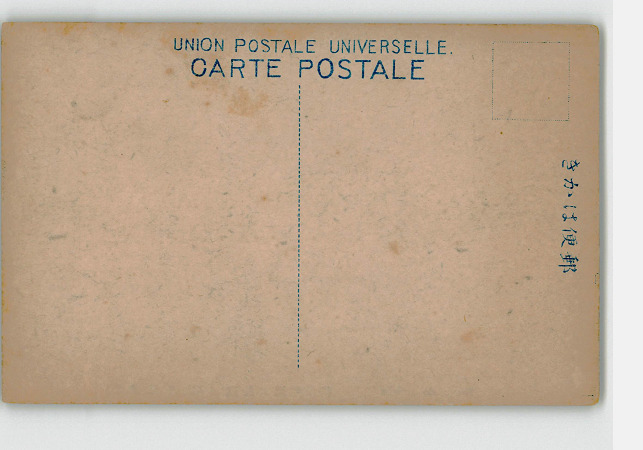 UNION POSTALE UNIVERSELLE.
CARTE POSTALE
きかは便郵